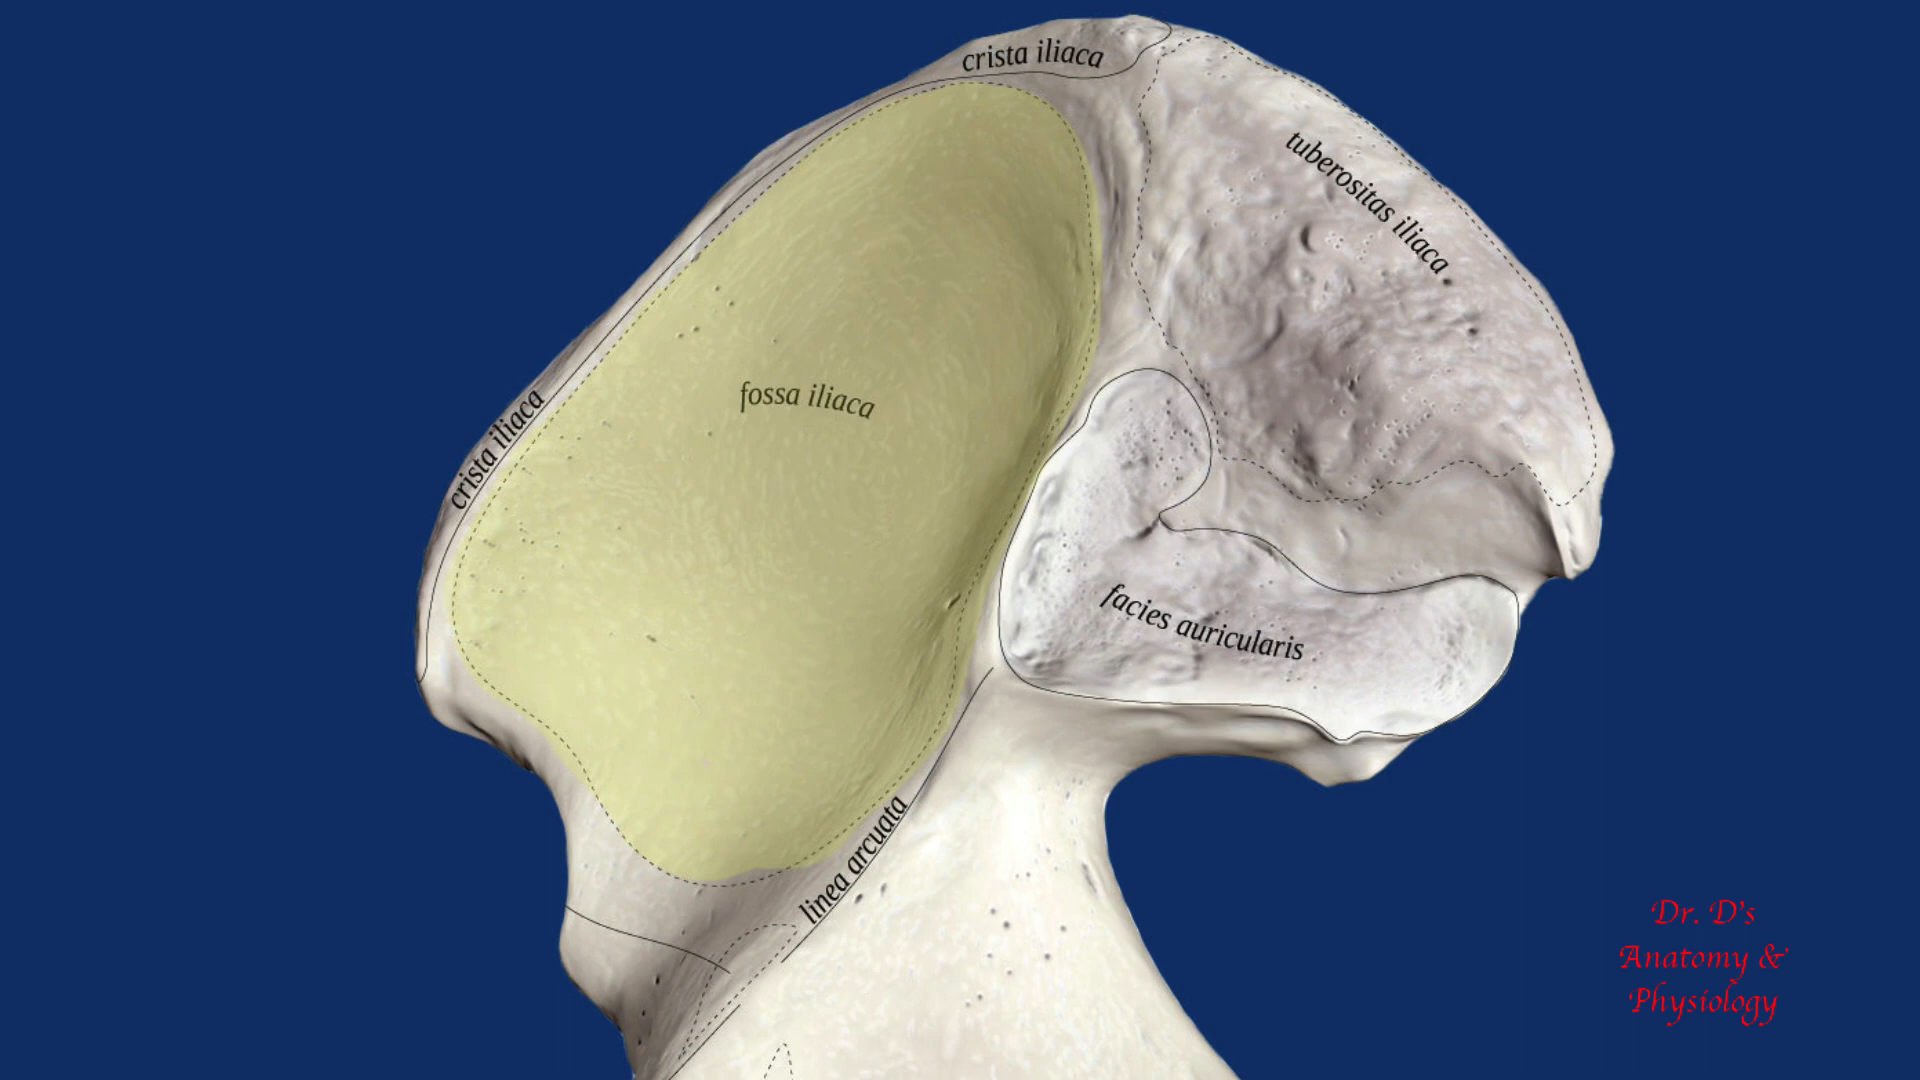 crista iliaca
tuberositas iliaca
fossa iliaca
crista iliaca
facies auricularis
linea arcuata
Dr. D's
Anatomy &
Physiology